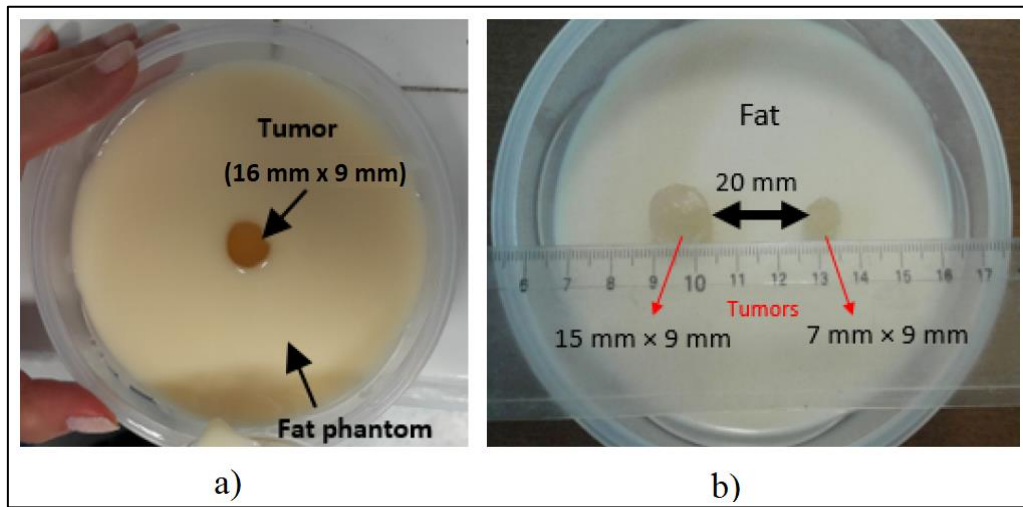 Tumor
(16 mm x 9 mm)
Fat phantom
a)
Fat
20 mm
6 7 8 9 10 11 12 13 14 15 16 17
Tumors
15 mm × 9 mm
7 mm × 9 mm
b)